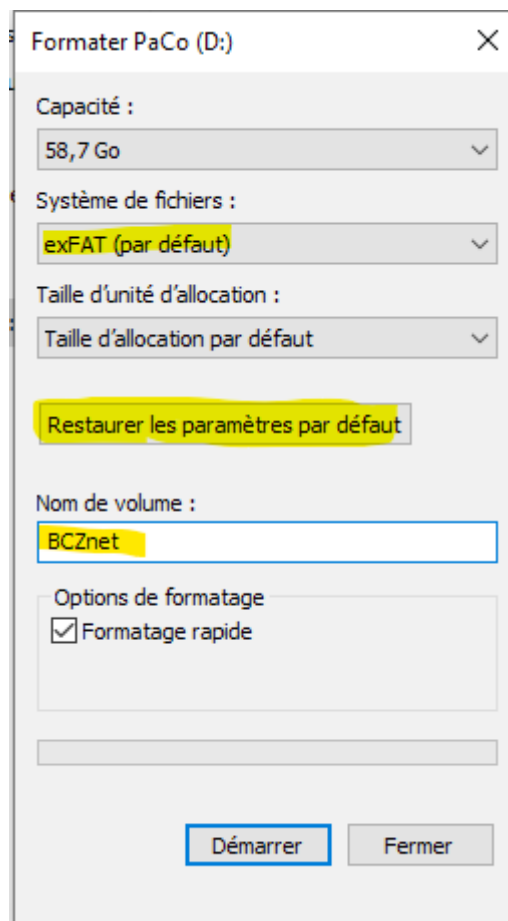 Formater PaCo (D:)
Capacité :
58,7 Go
Système de fichiers :
exFAT (par défaut)
Taille d'unité d'allocation :
Taille d'allocation par défaut
Restaurer les paramètres par défaut
Nom de volume :
BCZnet
Options de formatage
Formatage rapide
Démarrer
Fermer